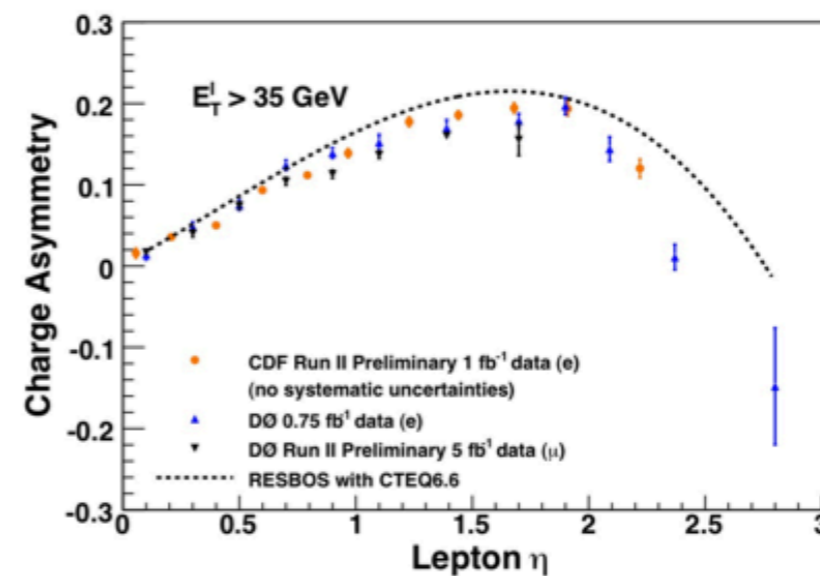 0.3
0.2
0.1
0
-0.1
-0.2
-0.3
Charge Asymmetry
E_T^l > 35 GeV
CDF Run II Preliminary 1 fb⁻¹ data (e)
(no systematic uncertainties)
DØ 0.75 fb⁻¹ data (e)
DØ Run II Preliminary 5 fb⁻¹ data (μ)
RESBOS with CTEQ6.6
0 0.5 1 1.5 2 2.5 3
Lepton η